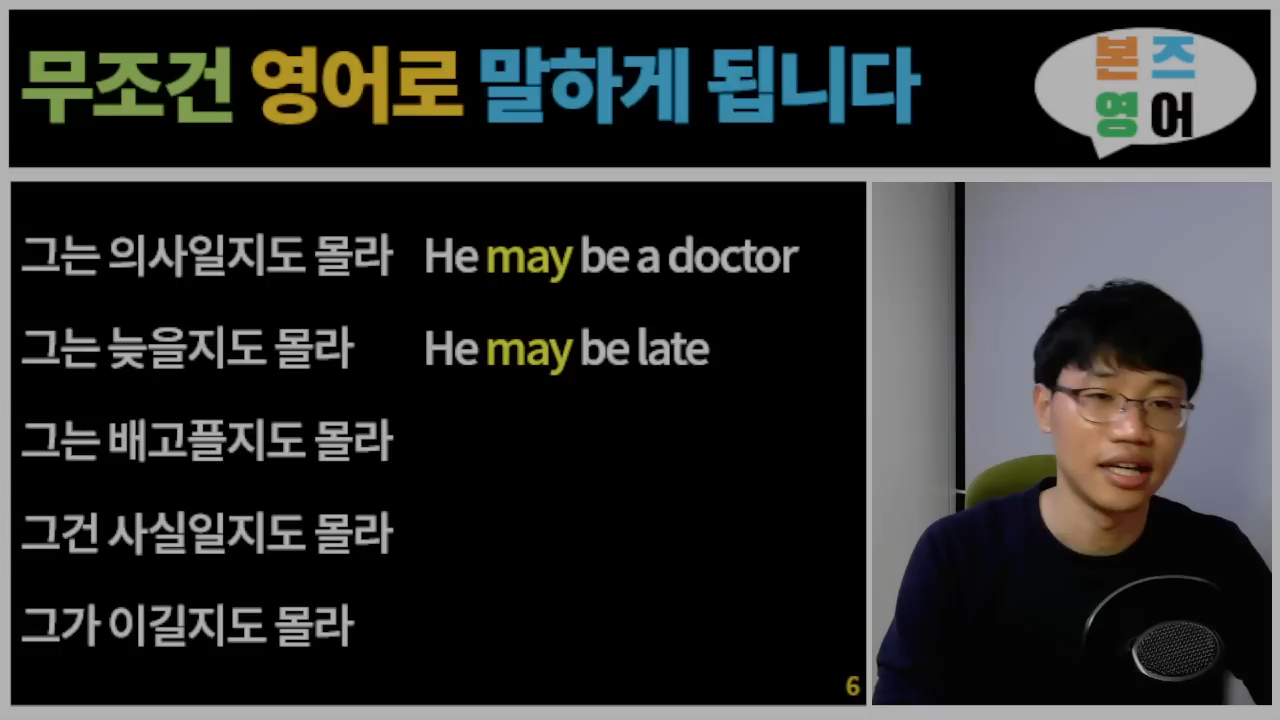 무조건 영어로 말하게 됩니다
본즈
영어
그는 의사일지도 몰라 He may be a doctor
그는 늦을지도 몰라 He may be late
그는 배고플지도 몰라
그건 사실일지도 몰라
그가 이길지도 몰라
6